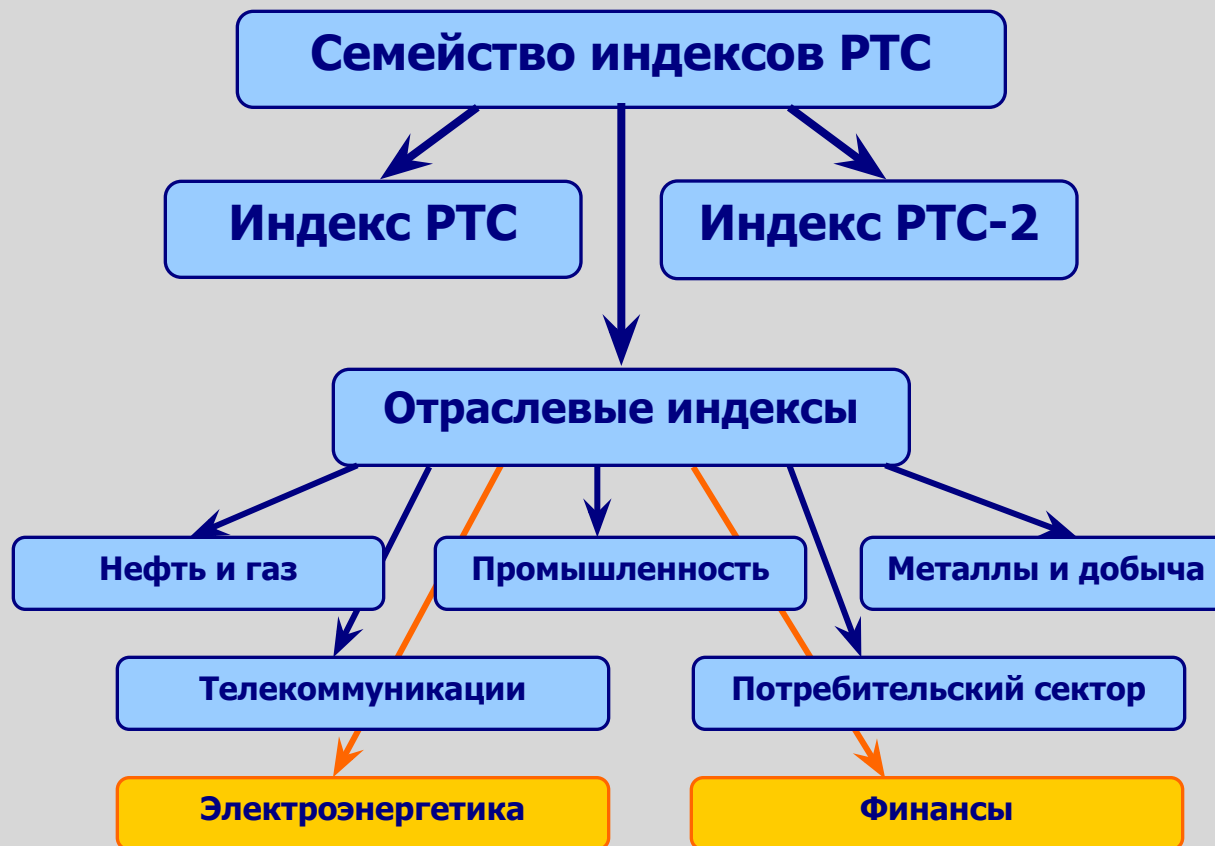 Семейство индексов РТС
Индекс РТС
Индекс РТС-2
Отраслевые индексы
Нефть и газ
Промышленность
Металлы и добыча
Телекоммуникации
Потребительский сектор
Электроэнергетика
Финансы